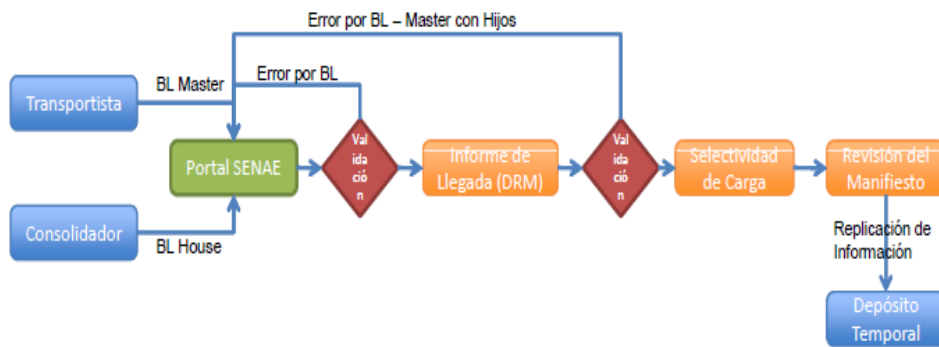 Error por BL – Master con Hijos
Error por BL
BL Master
Transportista
Portal SENAE
Val
ida
ció
n
Informe de
Llegada (DRM)
Val
ida
ció
n
Selectividad
de Carga
Revisión del
Manifiesto
Consolidador
BL House
Replicación de
Información
Depósito
Temporal